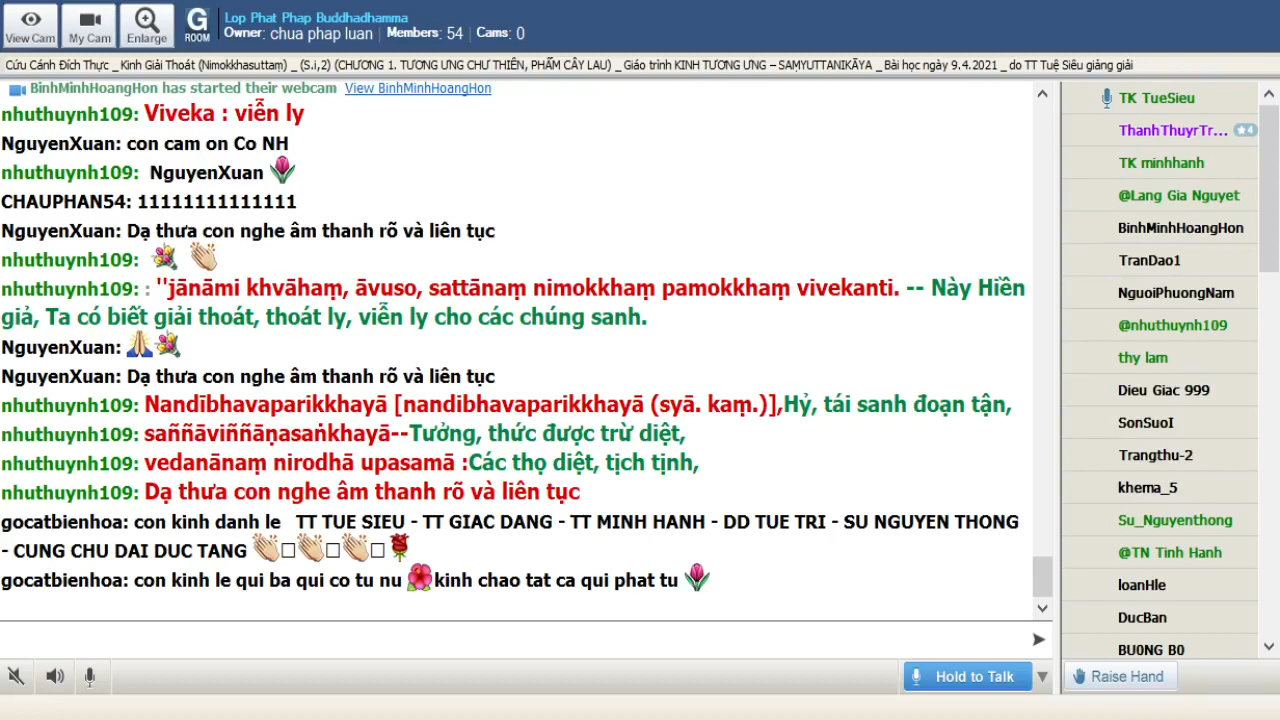 View Cam
My Cam
Enlarge
G ROOM
Lop Phat Phap Buddhadhamma
Owner: chua phap luan | Members: 54 | Cams: 0
Cứu Cánh Đích Thực _ Kinh Giải Thoát (Nimokkhasuttaṃ) _ (S.i,2) (CHƯƠNG 1. TƯƠNG ƯNG CHƯ THIÊN, PHẨM CÂY LAU) _ Giáo trình KINH TƯƠNG ƯNG – SAṂYUTTANIKĀYA _ Bài học ngày 9.4.2021 _ do TT Tuệ Siêu giảng giải
BinhMinhHoangHon has started their webcam View BinhMinhHoangHon
nhuthuynh109: Viveka : viễn ly
NguyenXuan: con cam on Co NH
nhuthuynh109: NguyenXuan
CHAUPHAN54: 11111111111111
NguyenXuan: Dạ thưa con nghe âm thanh rõ và liên tục
nhuthuynh109:
nhuthuynh109: : ''jānāmi khvāhaṃ, āvuso, sattānaṃ nimokkhaṃ pamokkhaṃ vivekanti. -- Này Hiền
giả, Ta có biết giải thoát, thoát ly, viễn ly cho các chúng sanh.
NguyenXuan:
NguyenXuan: Dạ thưa con nghe âm thanh rõ và liên tục
nhuthuynh109: Nandībhavaparikkhayā [nandibhavaparikkhayā (syā. kaṃ.)],Hỷ, tái sanh đoạn tận,
nhuthuynh109: saññāviññāṇasaṅkhayā--Tưởng, thức được trừ diệt,
nhuthuynh109: vedanānaṃ nirodhā upasamā :Các thọ diệt, tịch tịnh,
nhuthuynh109: Dạ thưa con nghe âm thanh rõ và liên tục
gocatbienhoa: con kinh danh le TT TUE SIEU - TT GIAC DANG - TT MINH HANH - DD TUE TRI - SU NGUYEN THONG
- CUNG CHU DAI DUC TANG
gocatbienhoa: con kinh le qui ba qui co tu nu kinh chao tat ca qui phat tu
Hold to Talk
TK TueSieu
ThanhThuyrTr... 4
TK minhhanh
@Lang Gia Nguyet
BinhMinhHoangHon
TranDao1
NguoiPhuongNam
@nhuthuynh109
thy lam
Dieu Giac 999
SonSuoI
Trangthu-2
khema_5
Su_Nguyenthong
@TN Tinh Hanh
loanHle
DucBan
BU0NG B0
Raise Hand